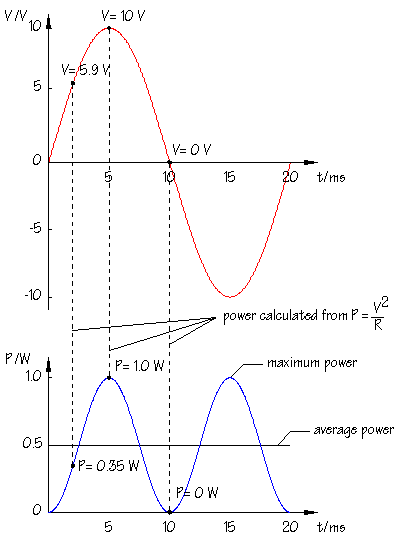 V/V
10
V= 10 V
V= 5.9 V
5
V= 0 V
0
5
10
15
20
t/ms
-5
-10
power calculated from P = V²/R
P/W
P= 1.0 W
maximum power
1.0
average power
0.5
P= 0.35 W
P= 0 W
0
5
10
15
20
t/ms